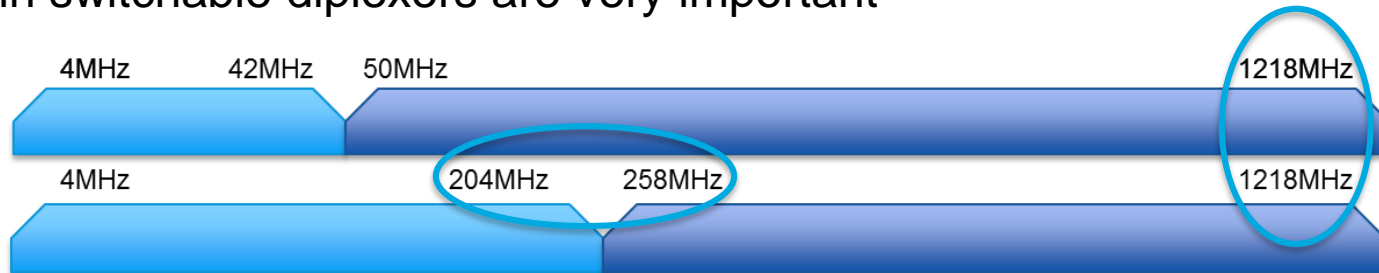 in switchable diplexers are very important
4MHz 42MHz 50MHz 1218MHz
4MHz 204MHz 258MHz 1218MHz